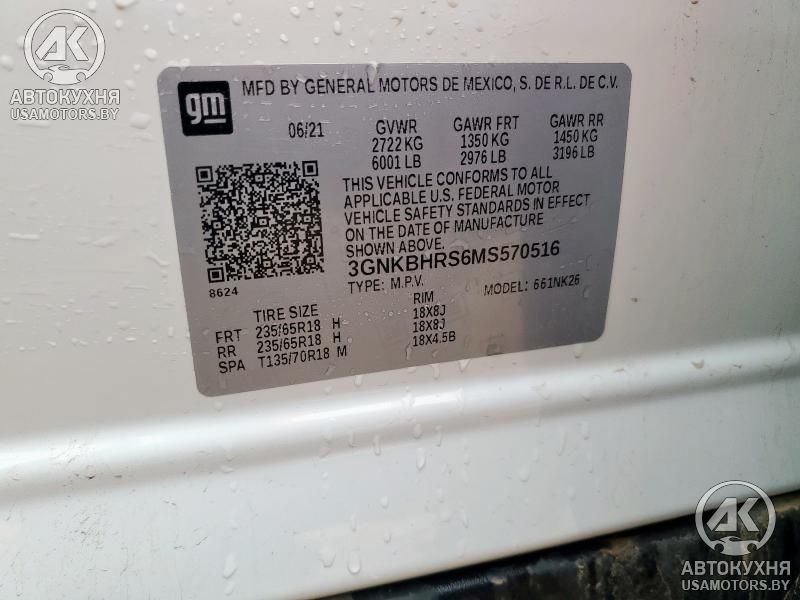 AK
АВТОКУХНЯ
USAMOTORS.BY
gm
MFD BY GENERAL MOTORS DE MEXICO, S. DE R.L. DE C.V.
06/21 GVWR GAWR FRT GAWR RR
2722 KG 1350 KG 1450 KG
6001 LB 2976 LB 3196 LB
THIS VEHICLE CONFORMS TO ALL
APPLICABLE U.S. FEDERAL MOTOR
VEHICLE SAFETY STANDARDS IN EFFECT
ON THE DATE OF MANUFACTURE
SHOWN ABOVE.
3GNKBHRS6MS570516
8624 TYPE: M.P.V. MODEL: 661NK26
TIRE SIZE RIM
FRT 235/65R18 H 18X8J
RR 235/65R18 H 18X8J
SPA T135/70R18 M 18X4.5B
AK
АВТОКУХНЯ
USAMOTORS.BY